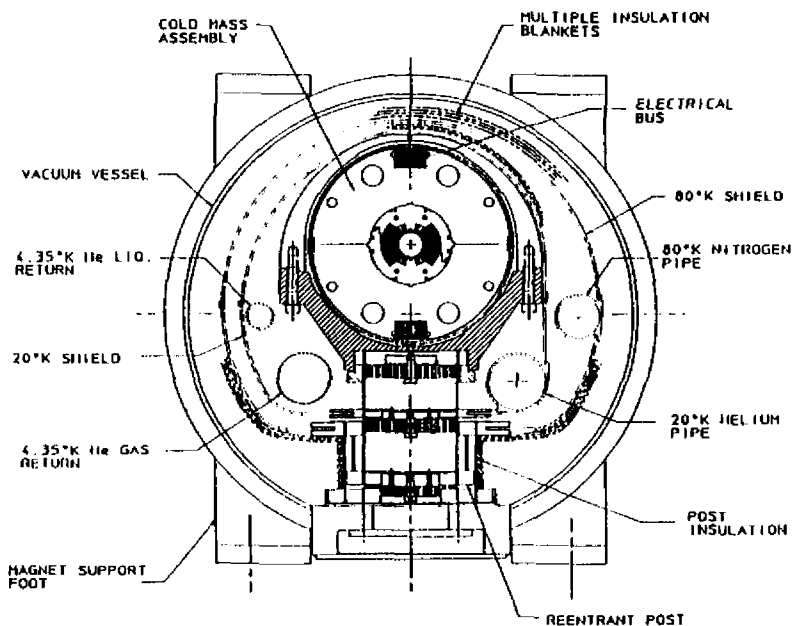 COLD MASS
ASSEMBLY
MULTIPLE INSULATION
BLANKETS
ELECTRICAL
BUS
VACUUM VESSEL
80°K SHIELD
4.35°K He LIQ.
RETURN
80°K NITROGEN
PIPE
20°K SHIELD
4.35°K He GAS
RETURN
20°K HELIUM
PIPE
POST
INSULATION
MAGNET SUPPORT
FOOT
REENTRANT POST